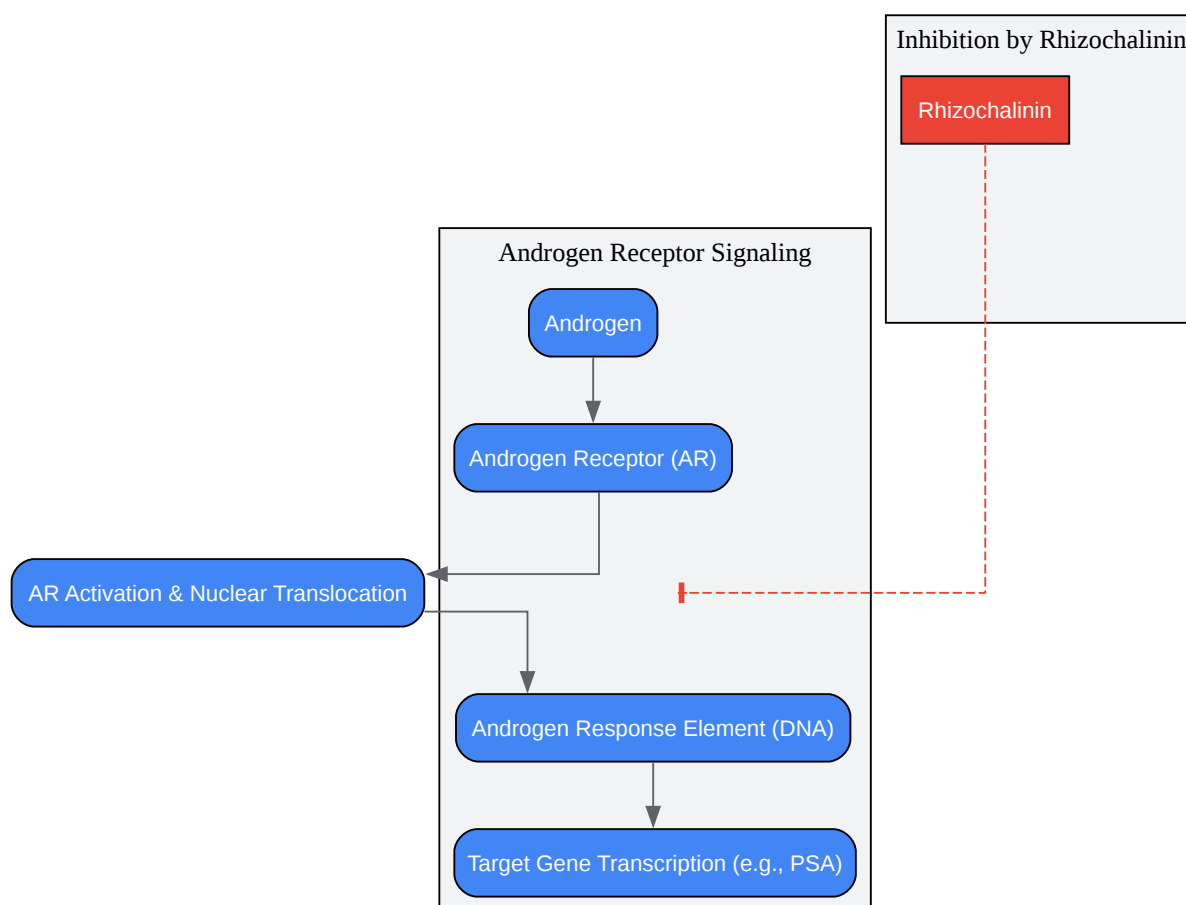 Inhibition by Rhizochalinin
Rhizochalinin
Androgen Receptor Signaling
Androgen
Androgen Receptor (AR)
AR Activation & Nuclear Translocation
Androgen Response Element (DNA)
Target Gene Transcription (e.g., PSA)